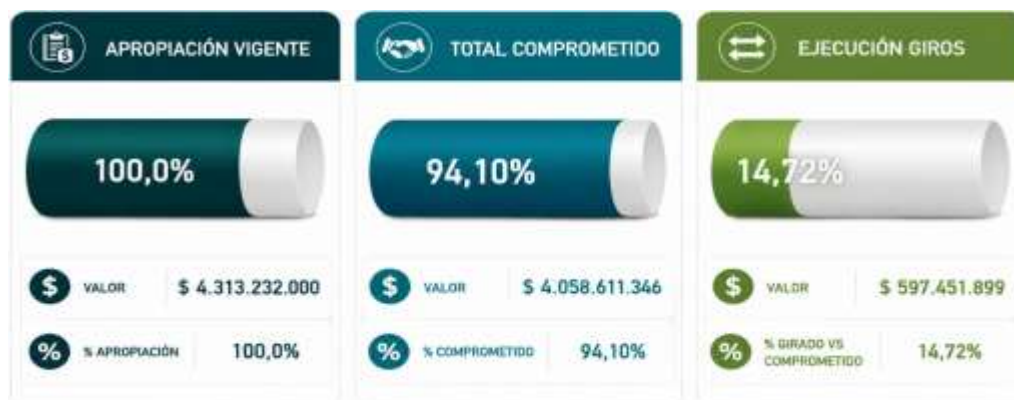 APROPIACIÓN VIGENTE
100,0%
$ VALOR $ 4.313.232.000
% % APROPIACIÓN 100,0%
TOTAL COMPROMETIDO
94,10%
$ VALOR $ 4.058.611.346
% % COMPROMETIDO 94,10%
EJECUCIÓN GIROS
14,72%
$ VALOR $ 597.451.899
% % GIRADO VS
COMPROMETIDO 14,72%